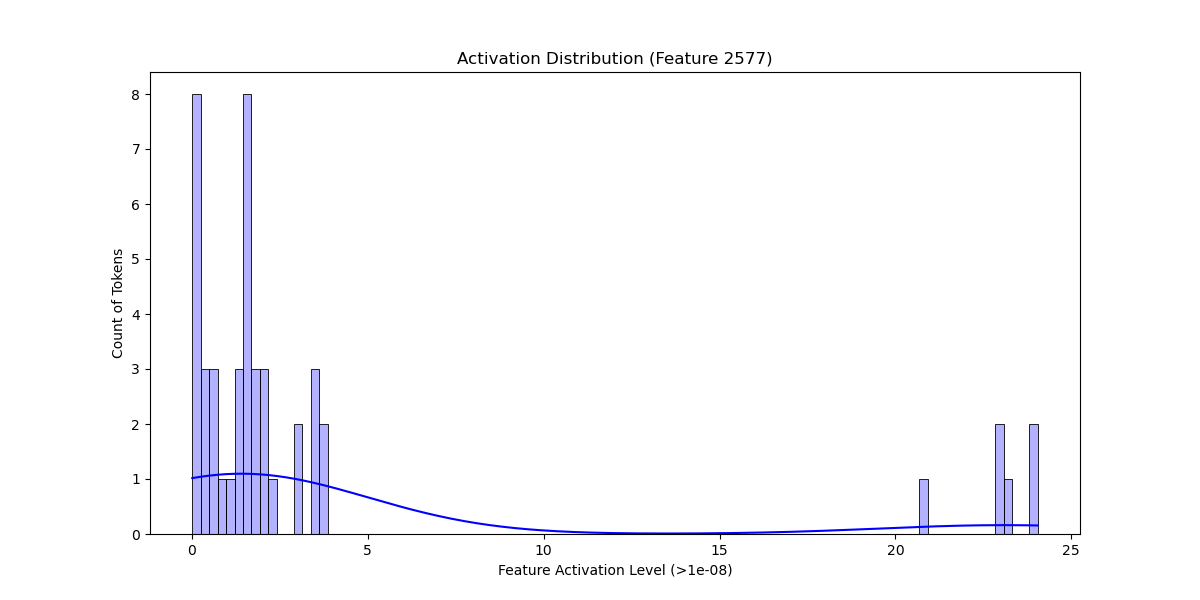 Activation Distribution (Feature 2577)
Count of Tokens
8
7
6
5
4
3
2
1
0
0 5 10 15 20 25
Feature Activation Level (>1e-08)